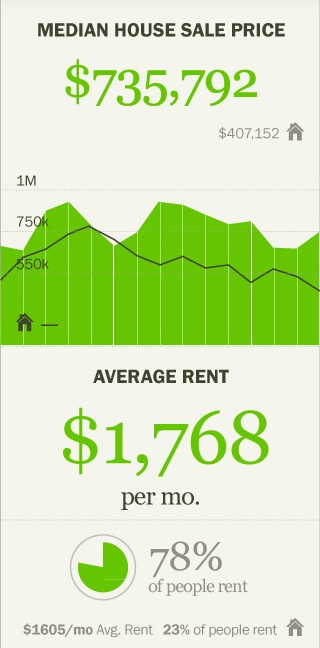 MEDIAN HOUSE SALE PRICE
$735,792
$407,152
1M
750k
550k
AVERAGE RENT
$1,768
per mo.
78%
of people rent
$1605/mo Avg. Rent 23% of people rent